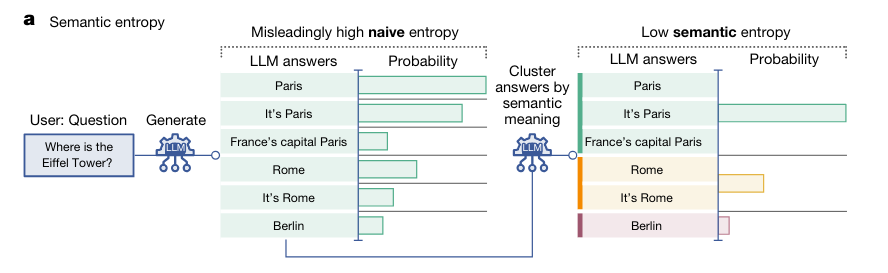 a Semantic entropy
Misleadingly high naive entropy
LLM answers
Probability
Paris
It's Paris
France's capital Paris
Rome
It's Rome
Berlin
User: Question
Where is the
Eiffel Tower?
Generate
LLM
Cluster
answers by
semantic
meaning
LLM
Low semantic entropy
LLM answers
Probability
Paris
It's Paris
France's capital Paris
Rome
It's Rome
Berlin